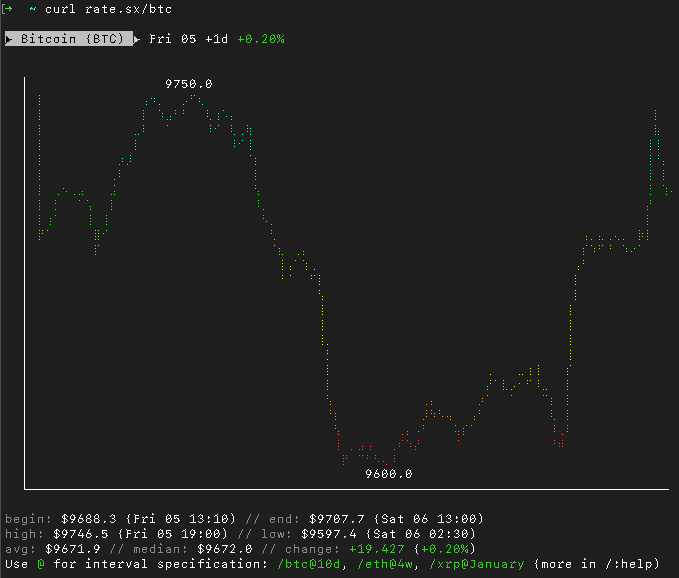 [→ ~ curl rate.sx/btc
▶ Bitcoin (BTC) ▶ Fri 05 +1d +0.20%
9750.0
9600.0
begin: $9688.3 (Fri 05 13:10) // end: $9707.7 (Sat 06 13:00)
high: $9746.5 (Fri 05 19:00) // low: $9597.4 (Sat 06 02:30)
avg: $9671.9 // median: $9672.0 // change: +19.427 (+0.20%)
Use @ for interval specification: /btc@10d, /eth@4w, /xrp@January (more in /:help)